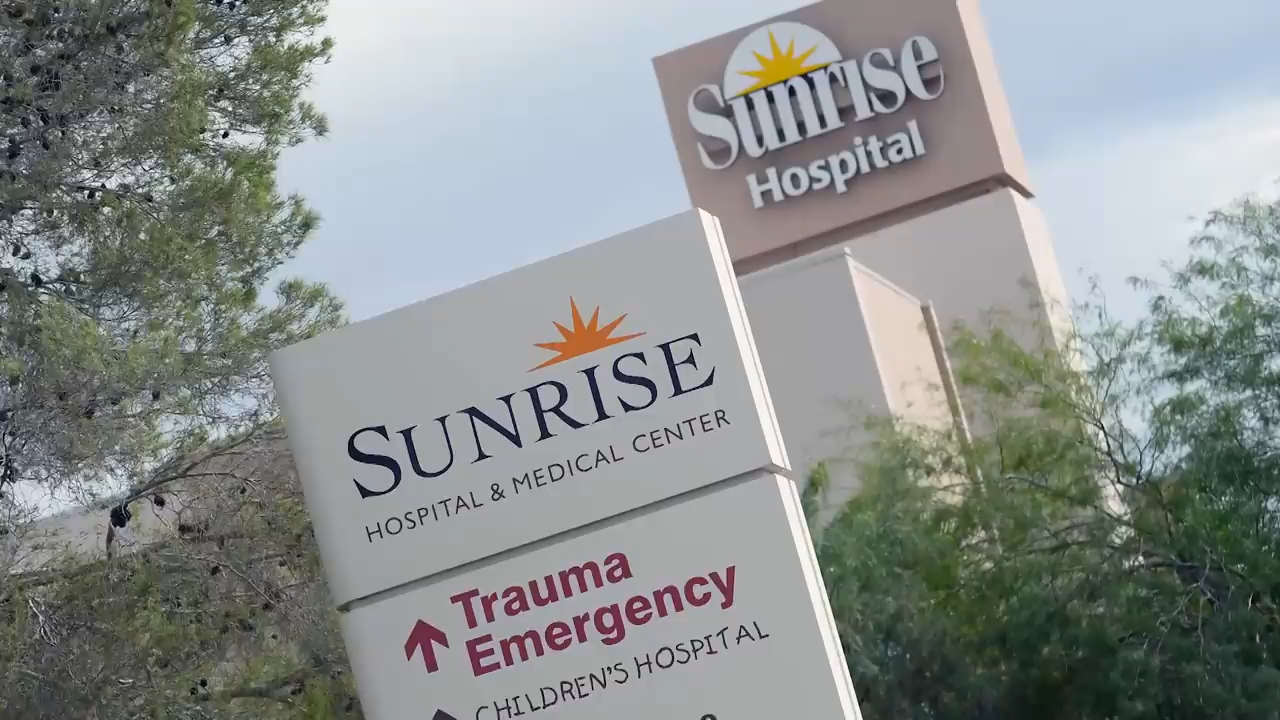 Sunrise
Hospital
SUNRISE
HOSPITAL & MEDICAL CENTER
Trauma
Emergency
CHILDREN'S HOSPITAL